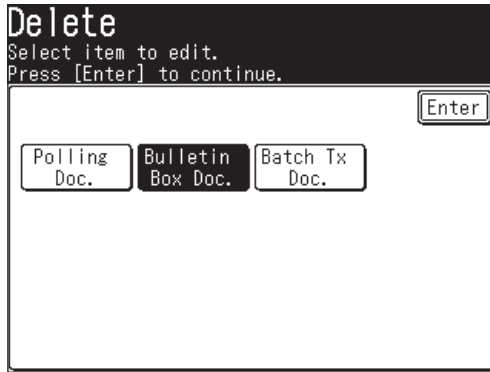 Delete
Select item to edit.
Press [Enter] to continue.
Enter
Polling Doc.
Bulletin Box Doc.
Batch Tx Doc.